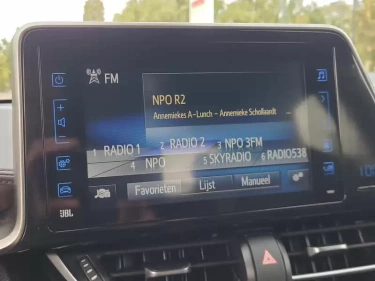 FM
NPO R2
Annemiekes A-Lunch - Annemieke Schollaardt
1 RADIO 1 2 RADIO 2 3 NPO 3FM
4 NPO 5 SKYRADIO 6 RADIO538
Favorieten Lijst Manueel
JBL